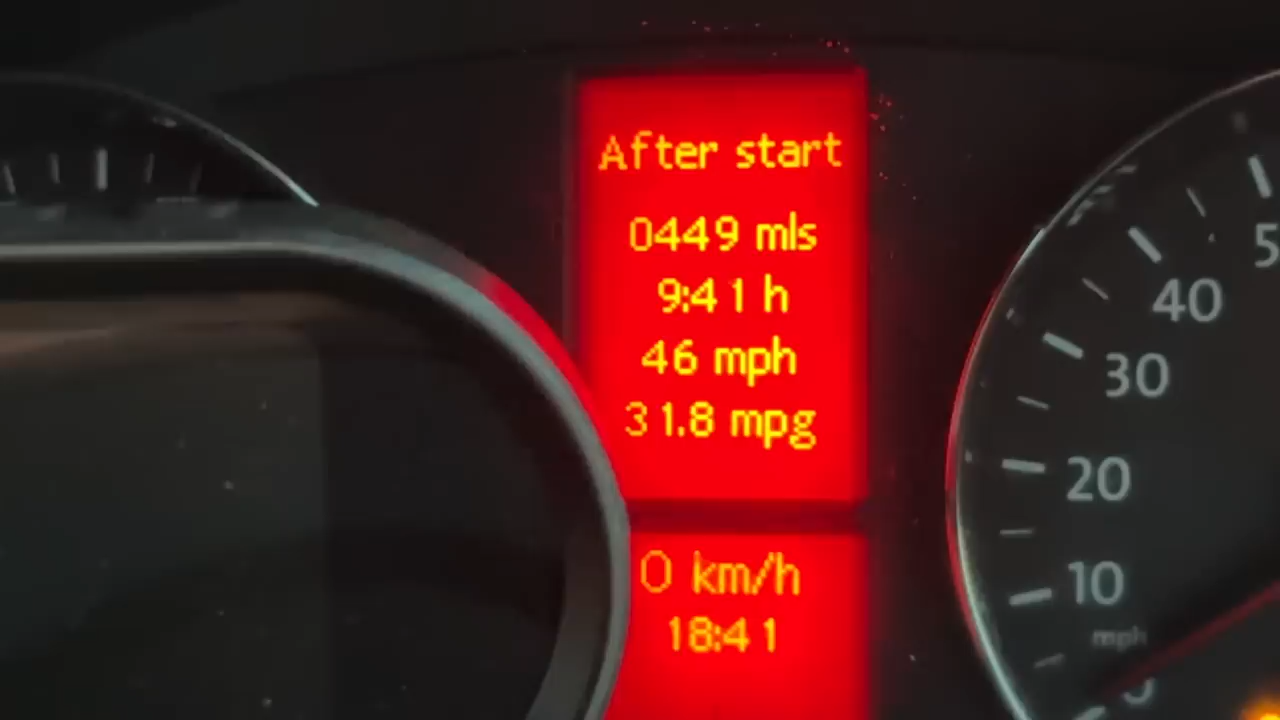 After start
0449 mls
9:41 h
46 mph
31.8 mpg
0 km/h
18:41
40
30
20
10
mph
0